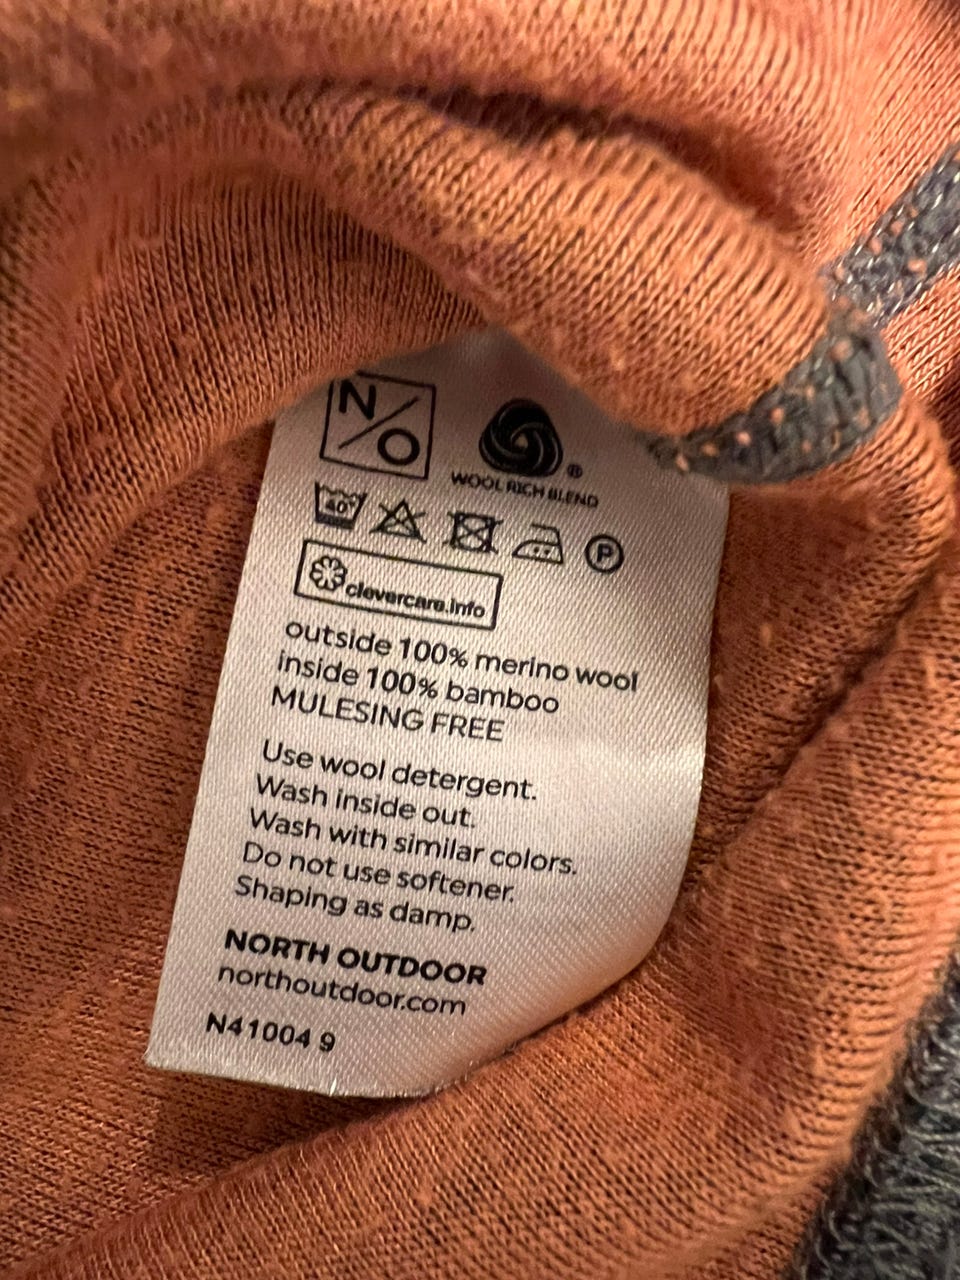 N/O
WOOL RICH BLEND
®
40°
P
clevercare.info
outside 100% merino wool
inside 100% bamboo
MULESING FREE
Use wool detergent.
Wash inside out.
Wash with similar colors.
Do not use softener.
Shaping as damp.
NORTH OUTDOOR
northoutdoor.com
N41004 9